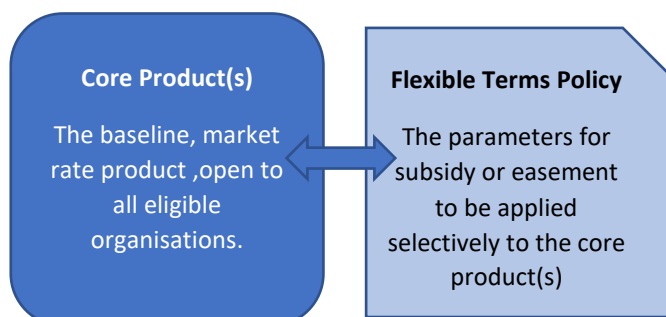 Core Product(s)
The baseline, market
rate product ,open to
all eligible
organisations.
Flexible Terms Policy
The parameters for
subsidy or easement
to be applied
selectively to the core
product(s)